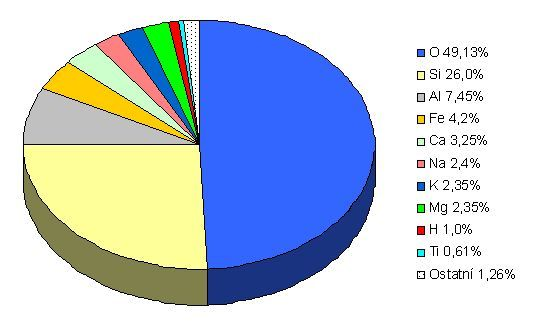 O 49,13%
Si 26,0%
Al 7,45%
Fe 4,2%
Ca 3,25%
Na 2,4%
K 2,35%
Mg 2,35%
H 1,0%
Ti 0,61%
Ostatní 1,26%